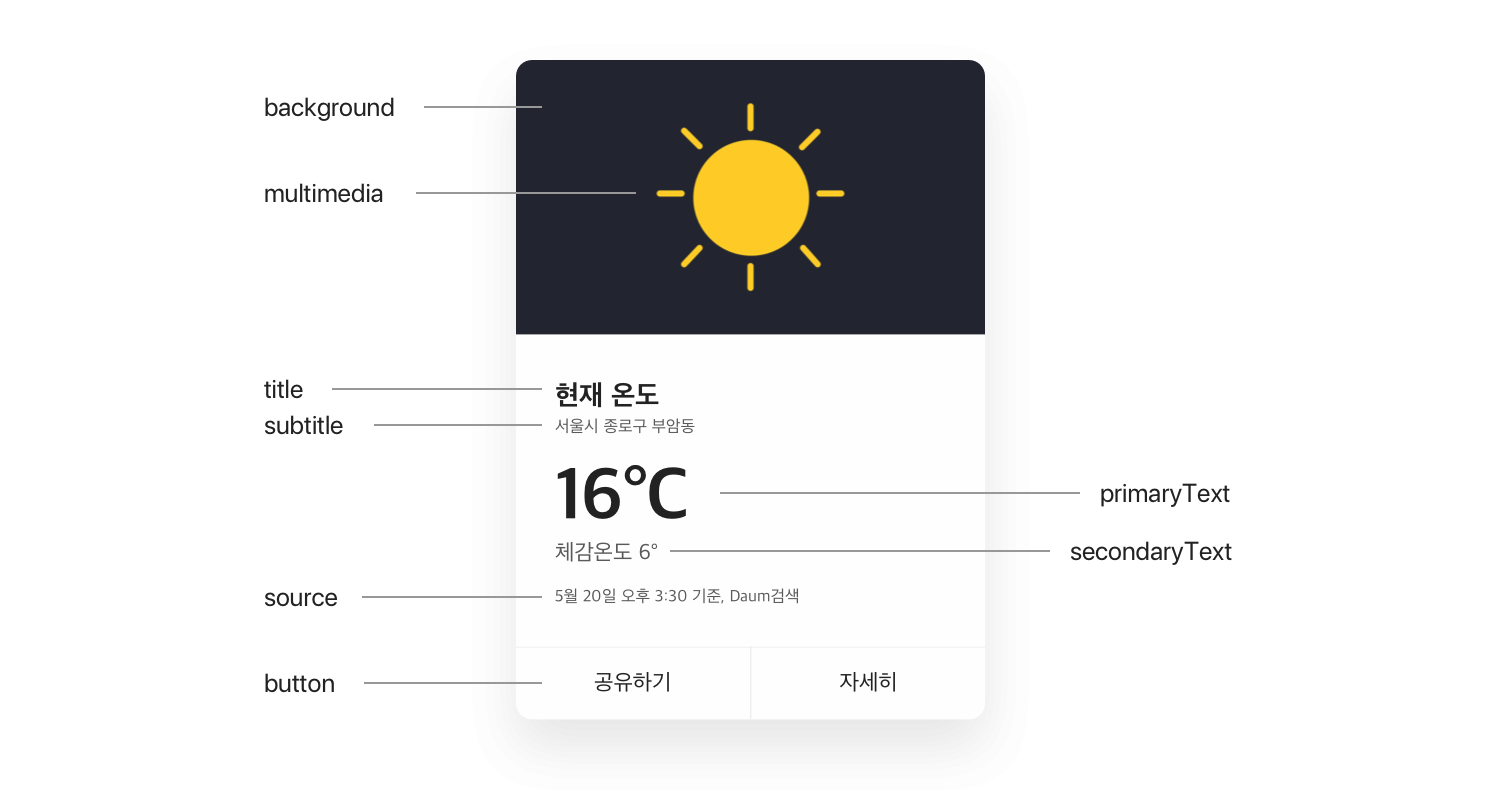 background
multimedia
title
현재 온도
subtitle
서울시 종로구 부암동
16°C
primaryText
체감온도 6°
secondaryText
source
5월 20일 오후 3:30 기준, Daum검색
button
공유하기
자세히